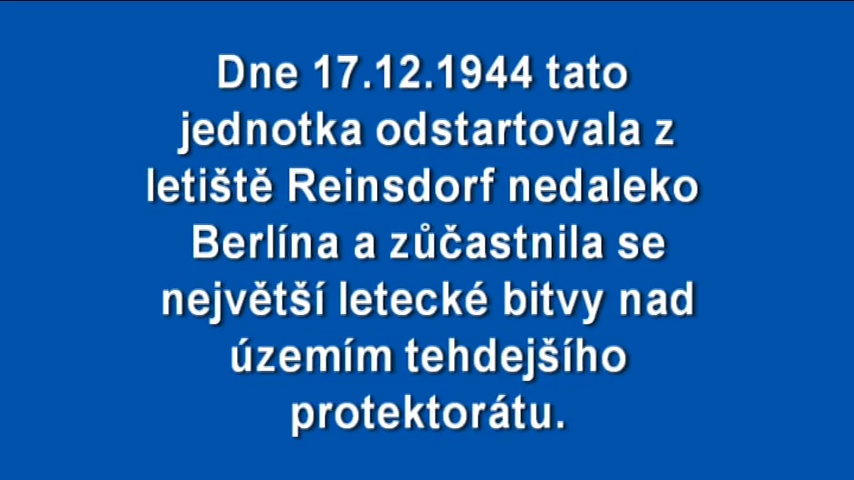 Dne 17.12.1944 tato
jednotka odstartovala z
letiště Reinsdorf nedaleko
Berlína a zůčastnila se
největší letecké bitvy nad
územím tehdejšího
protektorátu.